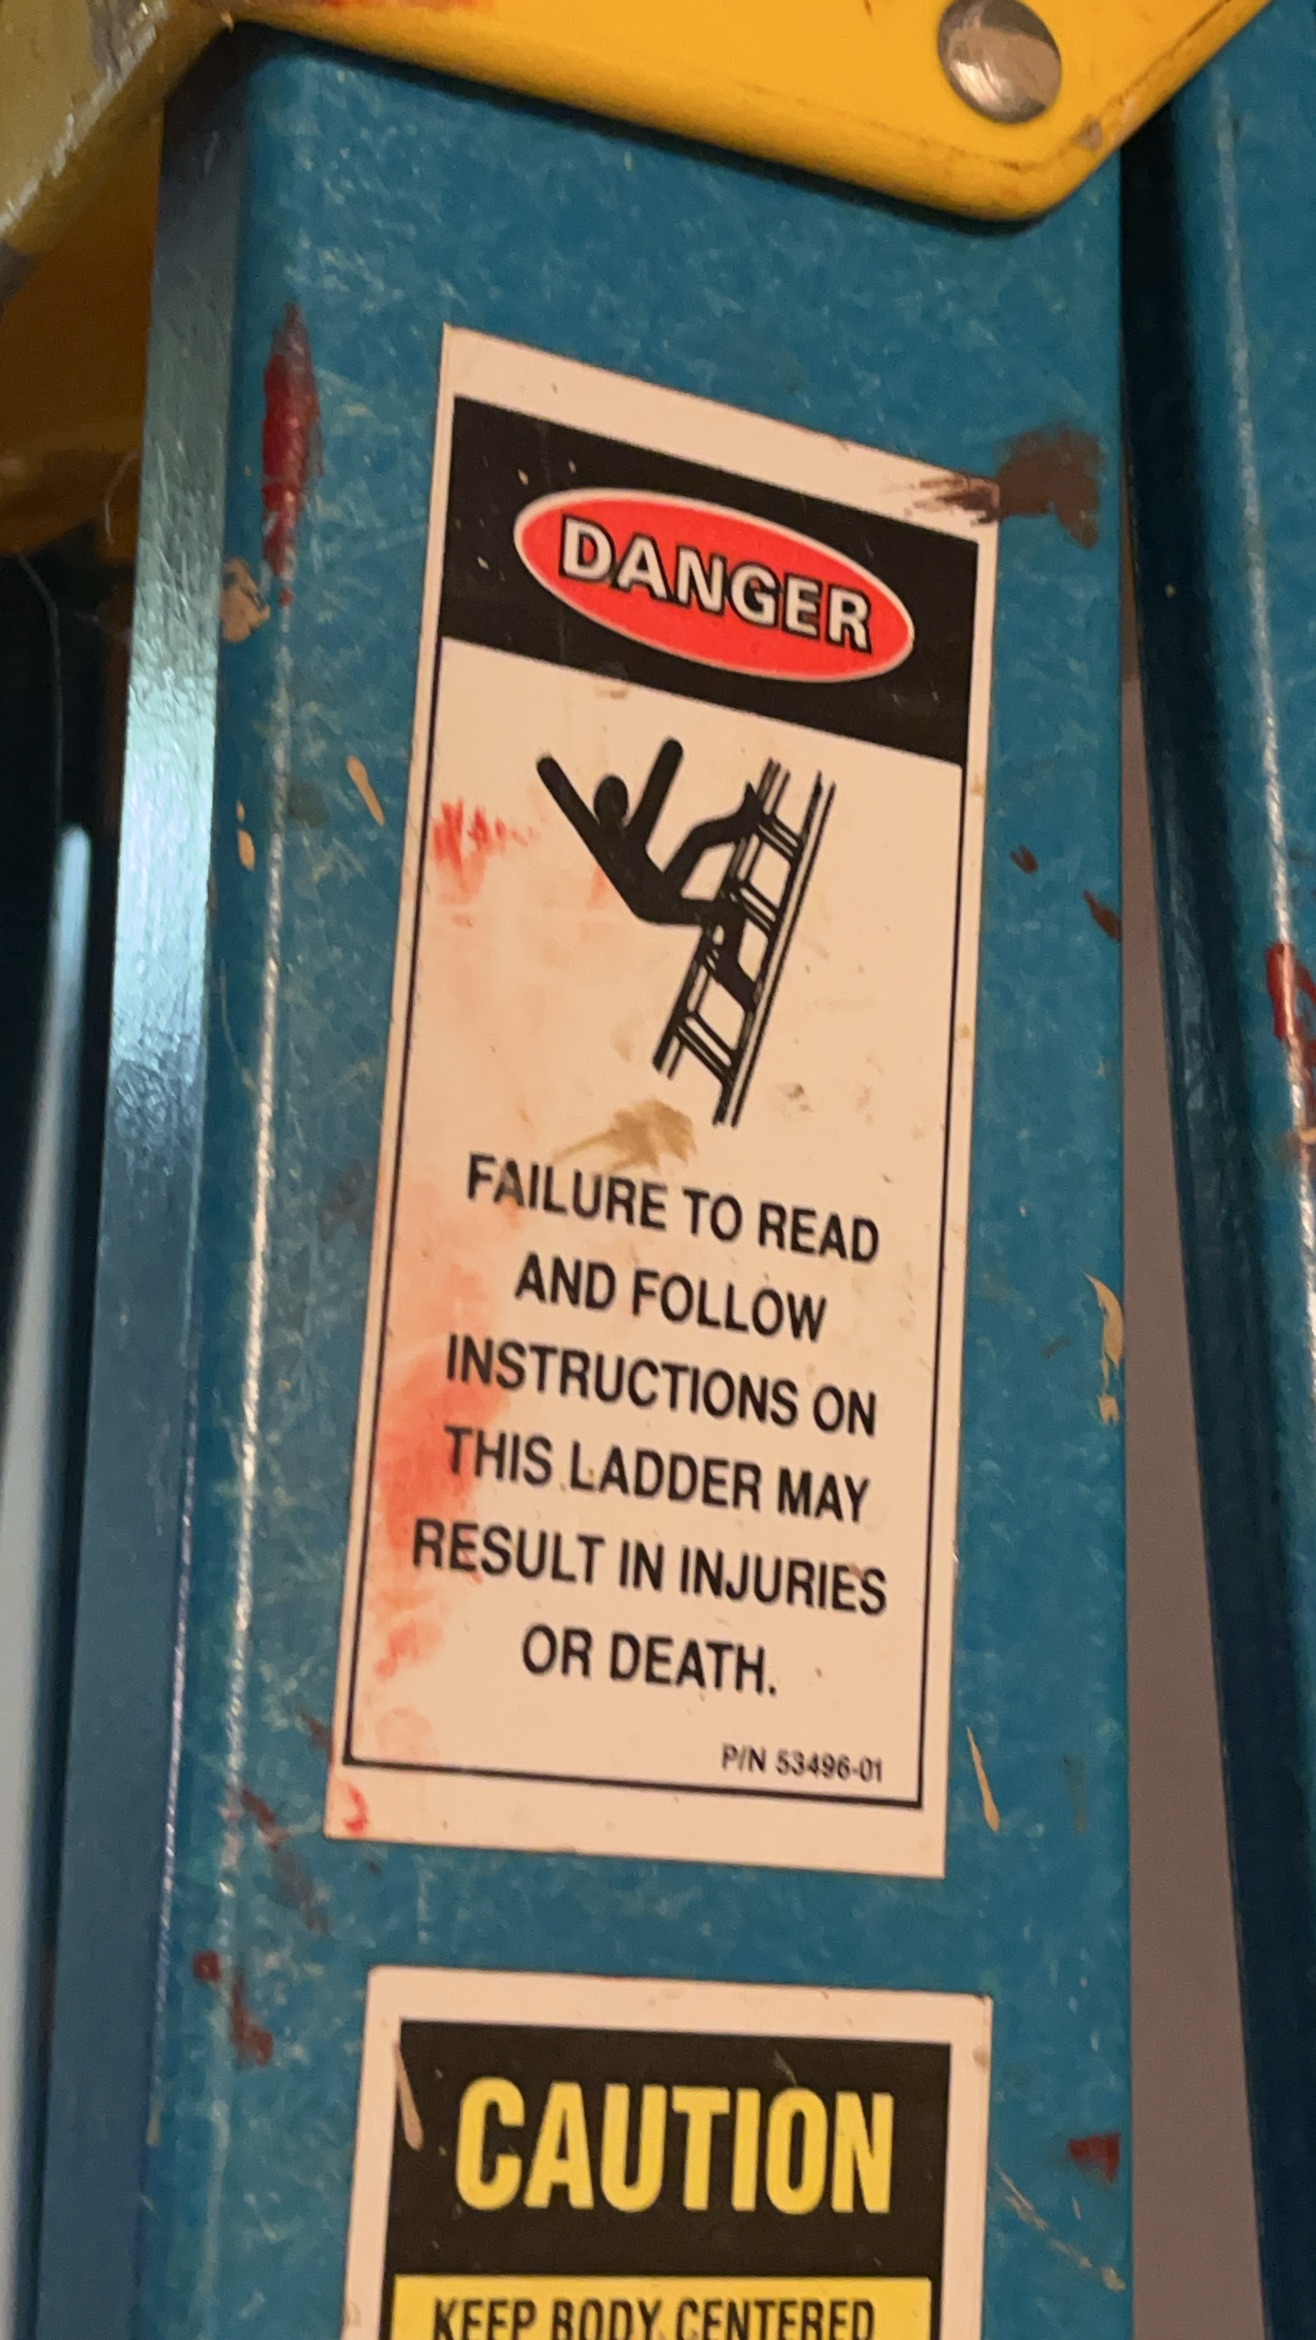 DANGER
FAILURE TO READ
AND FOLLOW
INSTRUCTIONS ON
THIS LADDER MAY
RESULT IN INJURIES
OR DEATH.
P/N 53496-01
CAUTION
KEEP BODY CENTERED